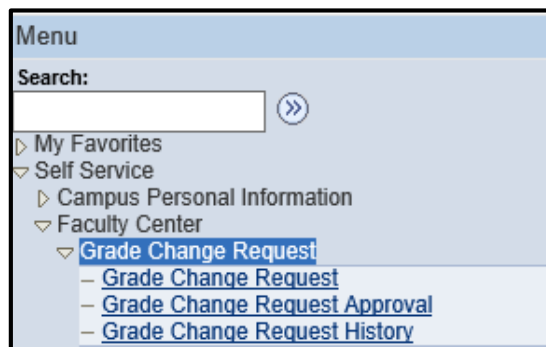 Menu
Search:
My Favorites
Self Service
Campus Personal Information
Faculty Center
Grade Change Request
– Grade Change Request
– Grade Change Request Approval
– Grade Change Request History